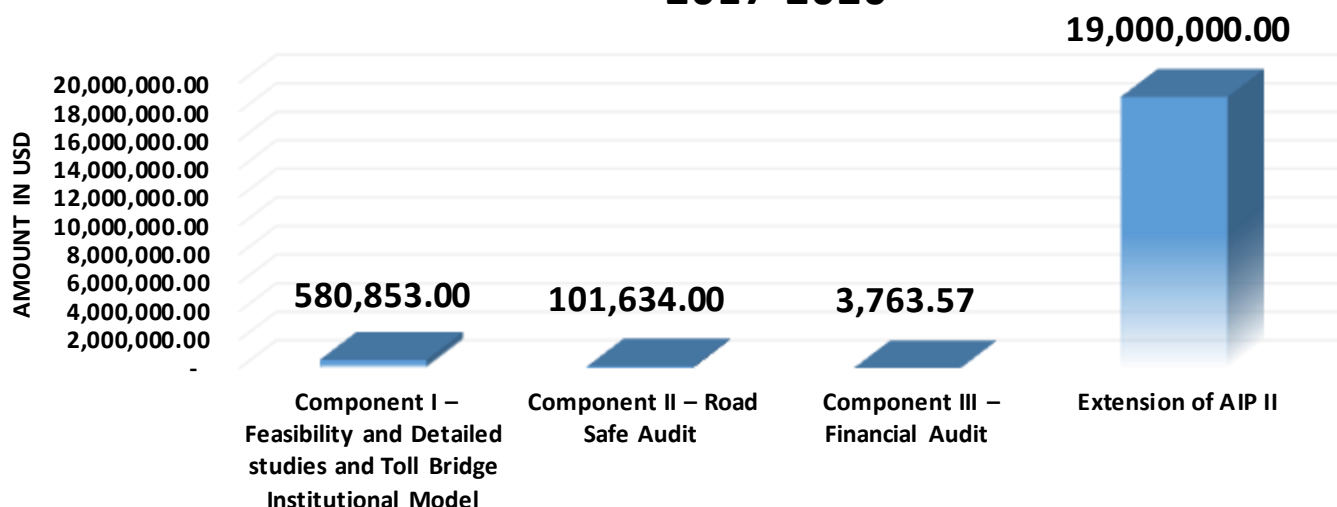 19,000,000.00
20,000,000.00
18,000,000.00
16,000,000.00
14,000,000.00
12,000,000.00
10,000,000.00
8,000,000.00
6,000,000.00
4,000,000.00
2,000,000.00
-
AMOUNT IN USD
580,853.00
101,634.00
3,763.57
Component I –
Feasibility and Detailed
studies and Toll Bridge
Institutional Model
Component II – Road
Safe Audit
Component III –
Financial Audit
Extension of AIP II